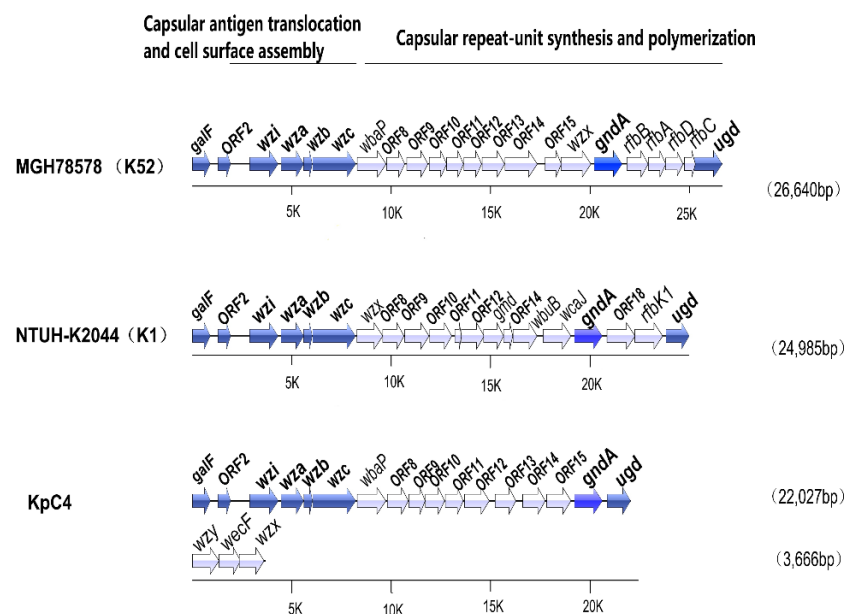 Capsular antigen translocation
and cell surface assembly
Capsular repeat-unit synthesis and polymerization
galF ORF2 wzi wza wzb wzc wbaP ORF8 ORF9 ORF10 ORF11 ORF12 ORF13 ORF14 ORF15 wzx gndA rfbB rfbA rfbD rfbC ugd
MGH78578 （K52） (26,640bp)
5K 10K 15K 20K 25K
galF ORF2 wzi wza wzb wzc wzx ORF8 ORF9 ORF10 ORF11 ORF12 gmd ORF14 wbuB wcaJ gndA ORF18 rfbK1 ugd
NTUH-K2044（K1） (24,985bp)
5K 10K 15K 20K
galF ORF2 wzi wza wzb wzc wbaP ORF8 ORF9 ORF10 ORF11 ORF12 ORF13 ORF14 ORF15 gndA ugd
KpC4 (22,027bp)
wzy wecF wzx
(3,666bp)
5K 10K 15K 20K